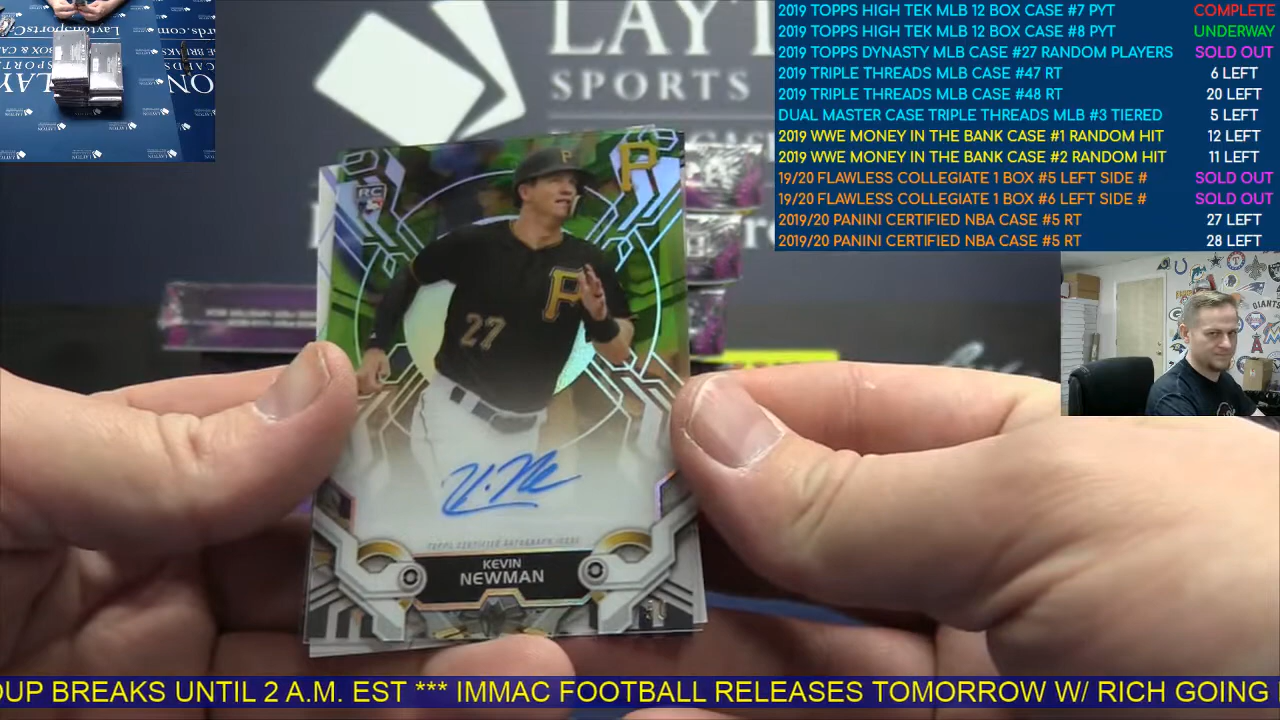 2019 TOPPS HIGH TEK MLB 12 BOX CASE #7 PYT COMPLETE
2019 TOPPS HIGH TEK MLB 12 BOX CASE #8 PYT UNDERWAY
2019 TOPPS DYNASTY MLB CASE #27 RANDOM PLAYERS SOLD OUT
2019 TRIPLE THREADS MLB CASE #47 RT 6 LEFT
2019 TRIPLE THREADS MLB CASE #48 RT 20 LEFT
DUAL MASTER CASE TRIPLE THREADS MLB #3 TIERED 5 LEFT
2019 WWE MONEY IN THE BANK CASE #1 RANDOM HIT 12 LEFT
2019 WWE MONEY IN THE BANK CASE #2 RANDOM HIT 11 LEFT
19/20 FLAWLESS COLLEGIATE 1 BOX #5 LEFT SIDE # SOLD OUT
19/20 FLAWLESS COLLEGIATE 1 BOX #6 LEFT SIDE # SOLD OUT
2019/20 PANINI CERTIFIED NBA CASE #5 RT 27 LEFT
2019/20 PANINI CERTIFIED NBA CASE #5 RT 28 LEFT
LAYT
SPORTS
P
RC
P
P
27
TOPPS CERTIFIED AUTOGRAPH ISSUE
KEVIN
NEWMAN
GIANTS
OUP BREAKS UNTIL 2 A.M. EST *** IMMAC FOOTBALL RELEASES TOMORROW W/ RICH GOING